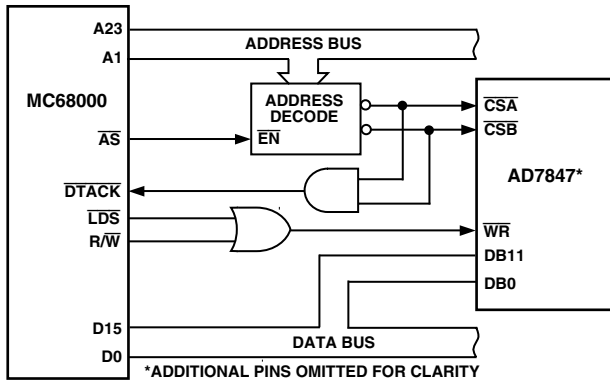 A23
ADDRESS BUS
A1
MC68000
ADDRESS
DECODE
CSA
AS
EN
CSB
AD7847*
DTACK
LDS
R/W
WR
DB11
DB0
D15
DATA BUS
D0
*ADDITIONAL PINS OMITTED FOR CLARITY